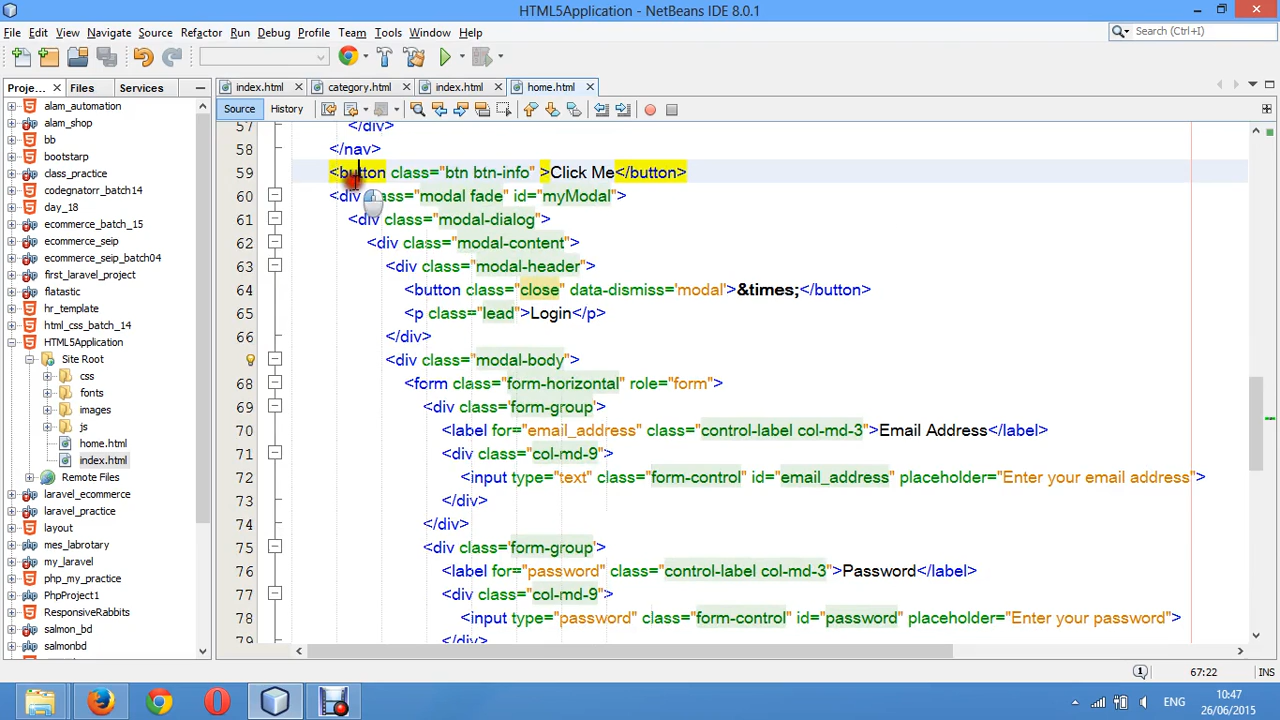 HTML5Application - NetBeans IDE 8.0.1
File Edit View Navigate Source Refactor Run Debug Profile Team Tools Window Help
Search (Ctrl+I)
Proje... Files Services
index.html category.html index.html home.html
Source History
alam_automation
alam_shop
bb
bootstarp
class_practice
codegnatorr_batch14
day_18
ecommerce_batch_15
ecommerce_seip
ecommerce_seip_batch04
first_laravel_project
flatastic
hr_template
html_css_batch_14
HTML5Application
Site Root
css
fonts
images
js
home.html
index.html
Remote Files
laravel_ecommerce
laravel_practice
layout
mes_labrotary
my_laravel
php_my_practice
PhpProject1
ResponsiveRabbits
salmon_bd
salmonbd
57 </div>
58 </nav>
59 <button class="btn btn-info" >Click Me</button>
60 <div class="modal fade" id="myModal">
61 <div class="modal-dialog">
62 <div class="modal-content">
63 <div class="modal-header">
64 <button class="close" data-dismiss='modal'>&times;</button>
65 <p class="lead">Login</p>
66 </div>
67 <div class="modal-body">
68 <form class="form-horizontal" role="form">
69 <div class='form-group'>
70 <label for="email_address" class="control-label col-md-3">Email Address</label>
71 <div class="col-md-9">
72 <input type="text" class="form-control" id="email_address" placeholder="Enter your email address">
73 </div>
74 </div>
75 <div class='form-group'>
76 <label for="password" class="control-label col-md-3">Password</label>
77 <div class="col-md-9">
78 <input type="password" class="form-control" id="password" placeholder="Enter your password">
79 </div>
67:22 INS
ENG
10:47
26/06/2015